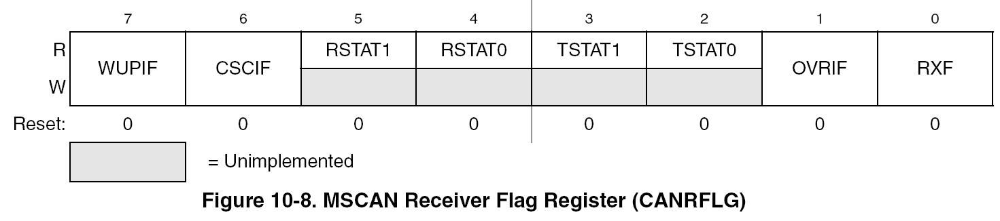 7 6 5 4 3 2 1 0
R WUPIF CSCIF RSTAT1 RSTAT0 TSTAT1 TSTAT0 OVRIF RXF
W
Reset: 0 0 0 0 0 0 0 0
= Unimplemented
Figure 10-8. MSCAN Receiver Flag Register (CANRFLG)